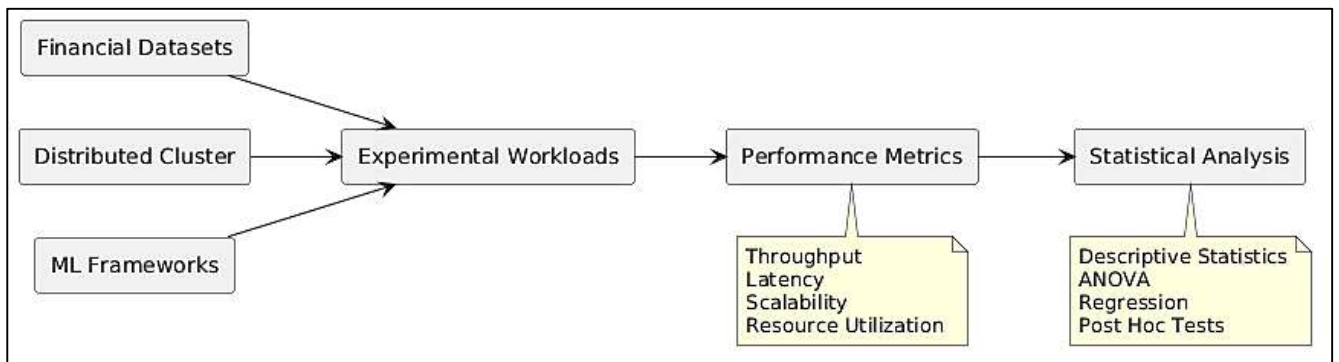 Financial Datasets
Distributed Cluster
ML Frameworks
Experimental Workloads
Performance Metrics
Statistical Analysis
Throughput
Latency
Scalability
Resource Utilization
Descriptive Statistics
ANOVA
Regression
Post Hoc Tests